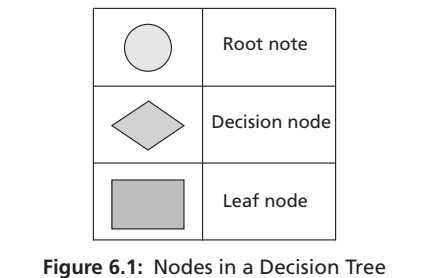 Root note
Decision node
Leaf node
Figure 6.1: Nodes in a Decision Tree